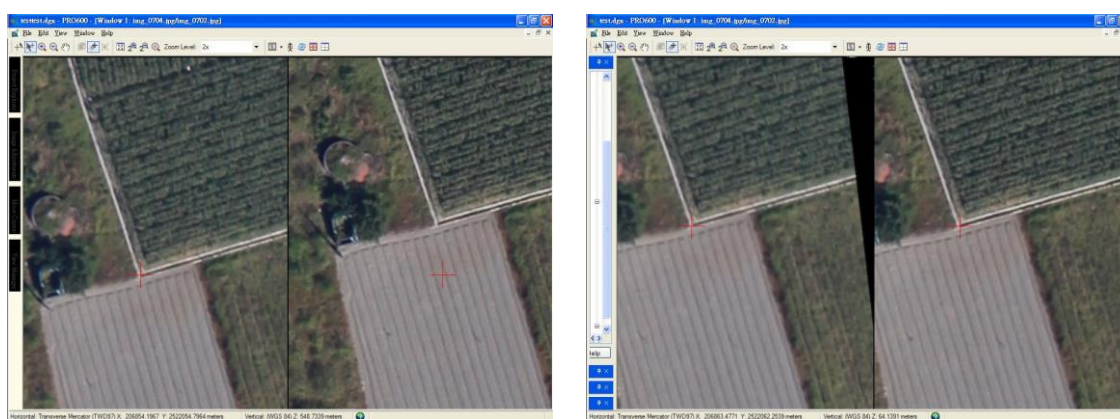 testtest.dgn - PRO600 - [Window 1: img_0704.jpg/img_0702.jpg]
File Edit View Window Help
Zoom Level: 2x
Horizontal: Transverse Mercator (TWD97) X: 206854.1967 Y: 2522054.7964 meters Vertical: (WGS 84) Z: 548.7339 meters
test.dgn - PRO600 - [Window 1: img_0704.jpg/img_0702.jpg]
File Edit View Window Help
Zoom Level: 2x
Help
Horizontal: Transverse Mercator (TWD97) X: 206863.4771 Y: 2522062.2539 meters Vertical: (WGS 84) Z: 64.1391 meters